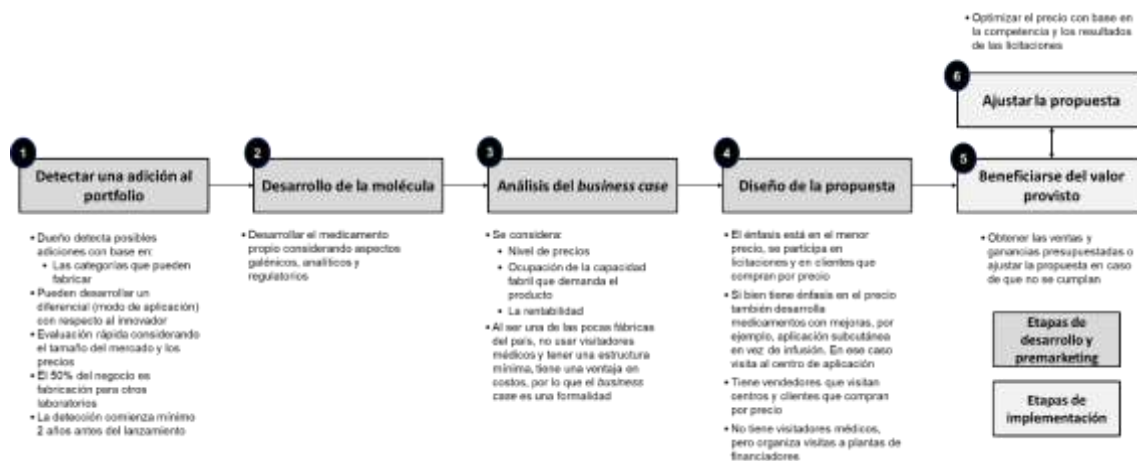 1
Detectar una adición al
portfolio
• Dueño detecta posibles
adiciones con base en:
• Las categorías que pueden
fabricar
• Pueden desarrollar un
diferencial (modo de aplicación)
con respecto al innovador
• Evaluación rápida considerando
el tamaño del mercado y los
precios
• El 50% del negocio es
fabricación para otros
laboratorios
• La detección comienza mínimo
2 años antes del lanzamiento
2
Desarrollo de la molécula
• Desarrollar el medicamento
propio considerando aspectos
galénicos, analíticos y
regulatorios
3
Análisis del business case
• Se considera:
• Nivel de precios
• Ocupación de la capacidad
fabril que demanda el
producto
• La rentabilidad
• Al ser una de las pocas fábricas
del país, no usar visitadores
médicos y tener una estructura
mínima, tiene una ventaja en
costos, por lo que el business
case es una formalidad
4
Diseño de la propuesta
• El énfasis está en el menor
precio, se participa en
licitaciones y en clientes que
compran por precio
• Si bien tiene énfasis en el precio
también desarrolla
medicamentos con mejoras, por
ejemplo, aplicación subcutánea
en vez de infusión. En ese caso
visita al centro de aplicación
• Tiene vendedores que visitan
centros y clientes que compran
por precio
• No tiene visitadores médicos,
pero organiza visitas a plantas de
financiadores
• Optimizar el precio con base en
la competencia y los resultados
de las licitaciones
6
Ajustar la propuesta
5
Beneficiarse del valor
provisto
• Obtener las ventas y
ganancias presupuestadas o
ajustar la propuesta en caso
de que no se cumplan
Etapas de
desarrollo y
premarketing
Etapas de
implementación